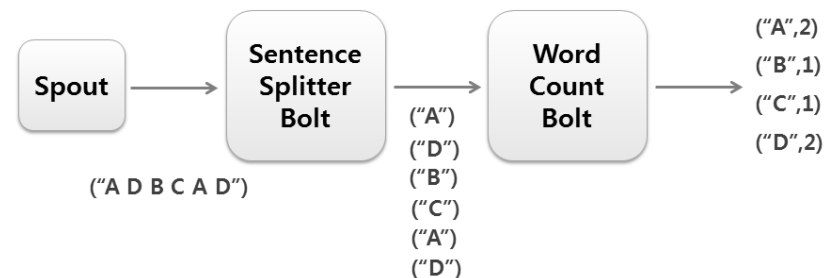 Spout
("A D B C A D")
Sentence
Splitter
Bolt
("A")
("D")
("B")
("C")
("A")
("D")
Word
Count
Bolt
("A",2)
("B",1)
("C",1)
("D",2)